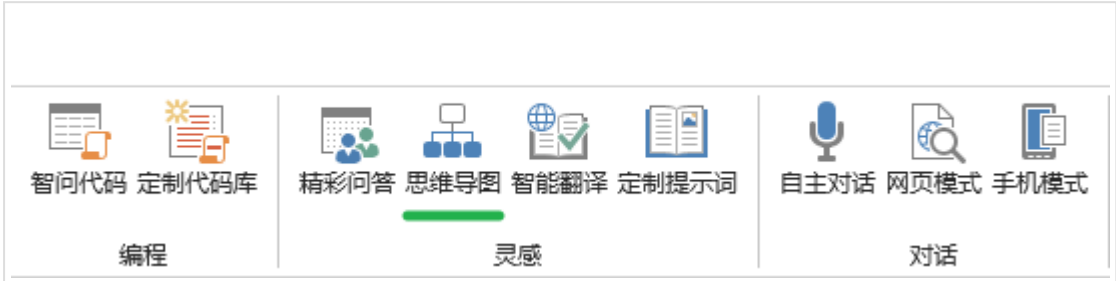 智问代码 定制代码库 精彩问答 思维导图 智能翻译 定制提示词 自主对话 网页模式 手机模式
编程 灵感 对话